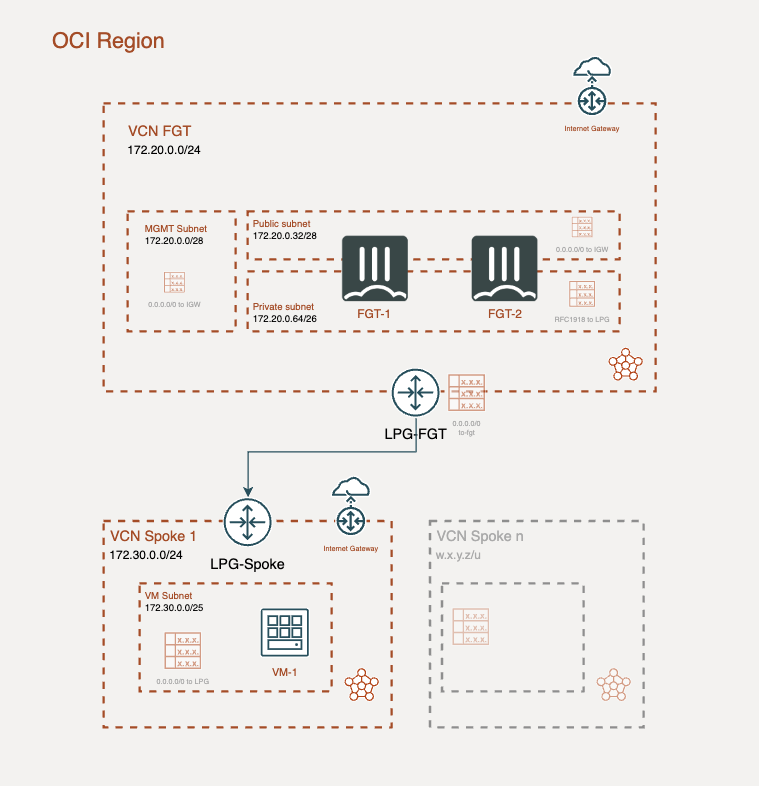 OCI Region
Internet Gateway
VCN FGT
172.20.0.0/24
MGMT Subnet
172.20.0.0/28
0.0.0.0/0 to IGW
Public subnet
172.20.0.32/28
0.0.0.0/0 to IGW
Private subnet
172.20.0.64/26
FGT-1
FGT-2
RFC1918 to LPG
x.x.x.
x.x.x.
x.x.x.
LPG-FGT
0.0.0.0/0
to-fgt
VCN Spoke 1
172.30.0.0/24
LPG-Spoke
Internet Gateway
VM Subnet
172.30.0.0/25
x.x.x.
x.x.x.
x.x.x.
0.0.0.0/0 to LPG
VM-1
VCN Spoke n
w.x.y.z/u
x.x.x.
x.x.x.
x.x.x.